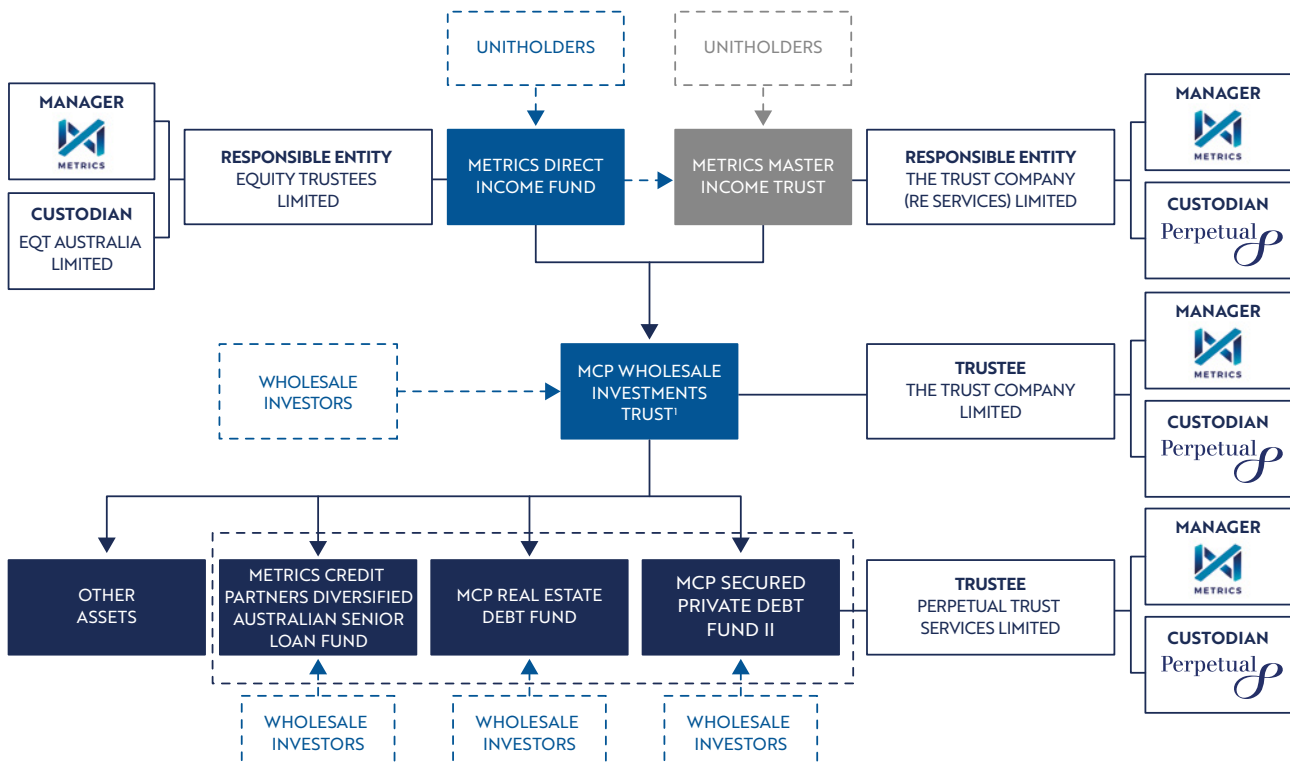 UNITHOLDERS
UNITHOLDERS
MANAGER
METRICS
CUSTODIAN
EQT AUSTRALIA
LIMITED
RESPONSIBLE ENTITY
EQUITY TRUSTEES
LIMITED
METRICS DIRECT
INCOME FUND
METRICS MASTER
INCOME TRUST
RESPONSIBLE ENTITY
THE TRUST COMPANY
(RE SERVICES) LIMITED
MANAGER
METRICS
CUSTODIAN
Perpetual
WHOLESALE
INVESTORS
MCP WHOLESALE
INVESTMENTS
TRUST¹
TRUSTEE
THE TRUST COMPANY
LIMITED
MANAGER
METRICS
CUSTODIAN
Perpetual
OTHER
ASSETS
METRICS CREDIT
PARTNERS DIVERSIFIED
AUSTRALIAN SENIOR
LOAN FUND
MCP REAL ESTATE
DEBT FUND
MCP SECURED
PRIVATE DEBT
FUND II
TRUSTEE
PERPETUAL TRUST
SERVICES LIMITED
MANAGER
METRICS
CUSTODIAN
Perpetual
WHOLESALE
INVESTORS
WHOLESALE
INVESTORS
WHOLESALE
INVESTORS